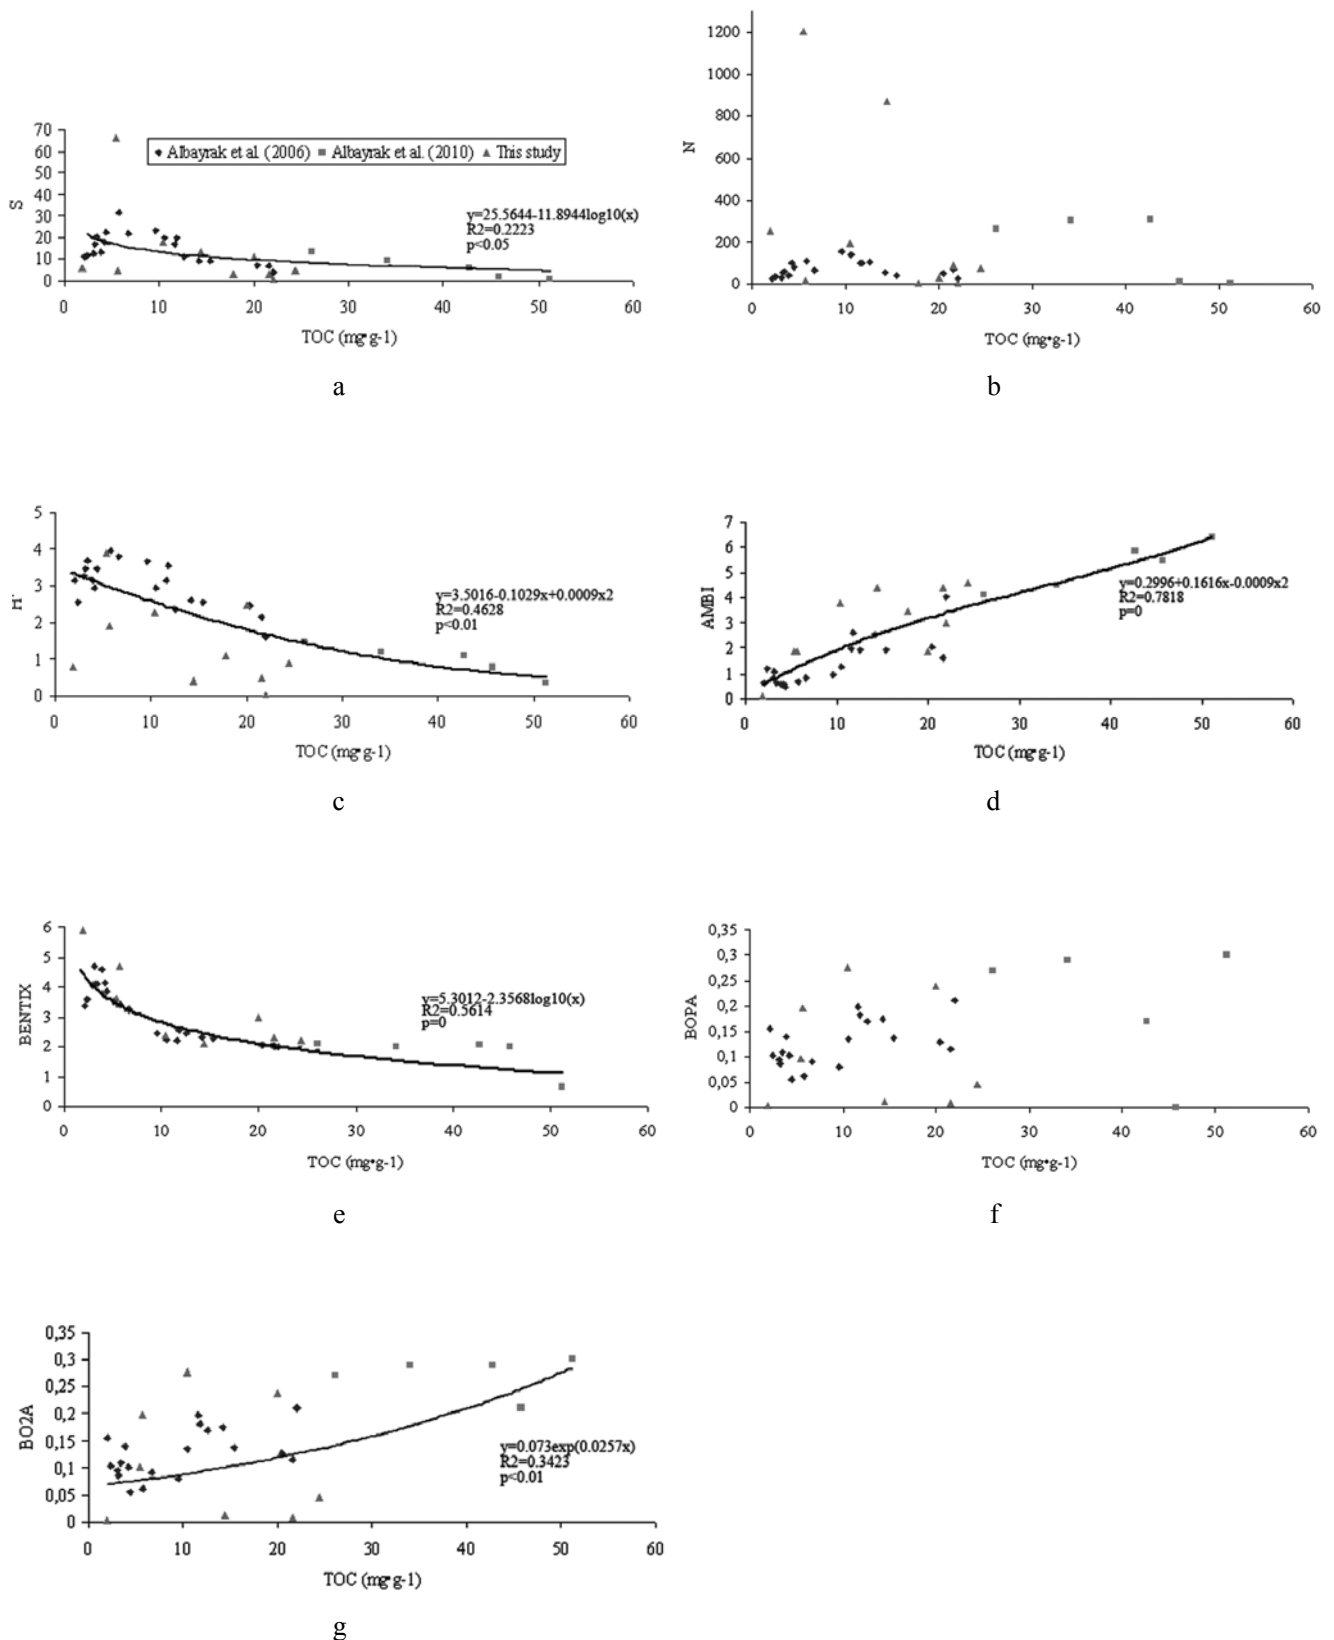 70
60
50
40
30
20
10
0
S
Albayrak et al. (2006) Albayrak et al. (2010) This study
y=25.5644-11.8944log10(x)
R2=0.2223
p<0.05
0 10 20 30 40 50 60
TOC (mg•g-1)
a
1200
1000
800
600
400
200
0
N
0 10 20 30 40 50 60
TOC (mg•g-1)
b
5
4
3
2
1
0
H'
y=3.5016-0.1029x+0.0009x2
R2=0.4628
p<0.01
0 10 20 30 40 50 60
TOC (mg•g-1)
c
7
6
5
4
3
2
1
0
AMBI
y=0.2996+0.1616x-0.0009x2
R2=0.7818
p=0
0 10 20 30 40 50 60
TOC (mg•g-1)
d
6
5
4
3
2
1
0
BENTIX
y=5.3012-2.3568log10(x)
R2=0.5614
p=0
0 10 20 30 40 50 60
TOC (mg•g-1)
e
0,35
0,3
0,25
0,2
0,15
0,1
0,05
0
BOPA
0 10 20 30 40 50 60
TOC (mg•g-1)
f
0,35
0,3
0,25
0,2
0,15
0,1
0,05
0
BO2A
y=0.073exp(0.0257x)
R2=0.3423
p<0.01
0 10 20 30 40 50 60
TOC (mg•g-1)
g